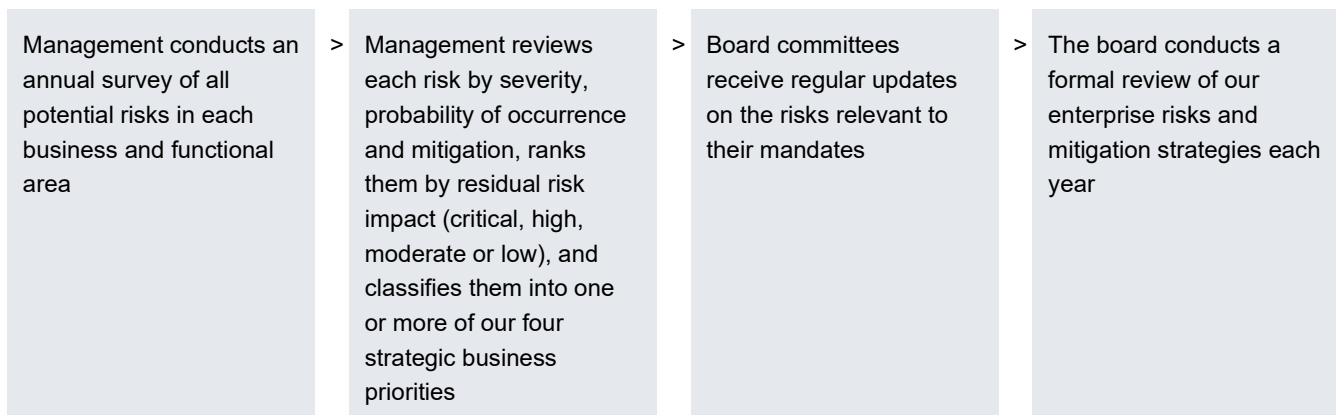 Management conducts an
annual survey of all
potential risks in each
business and functional
area
>
Management reviews
each risk by severity,
probability of occurrence
and mitigation, ranks
them by residual risk
impact (critical, high,
moderate or low), and
classifies them into one
or more of our four
strategic business
priorities
>
Board committees
receive regular updates
on the risks relevant to
their mandates
>
The board conducts a
formal review of our
enterprise risks and
mitigation strategies each
year